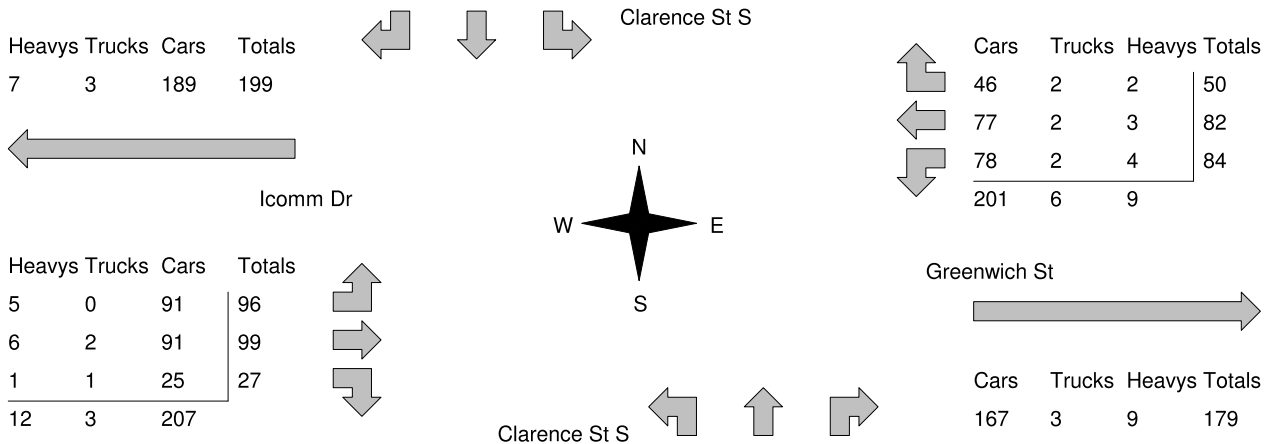 Clarence St S
Heavys Trucks Cars Totals
7 3 189 199
Cars Trucks Heavys Totals
46 2 2 50
77 2 3 82
78 2 4 84
201 6 9
Icomm Dr
N
W E
S
Heavys Trucks Cars Totals
5 0 91 96
6 2 91 99
1 1 25 27
12 3 207
Greenwich St
Cars Trucks Heavys Totals
167 3 9 179
Clarence St S